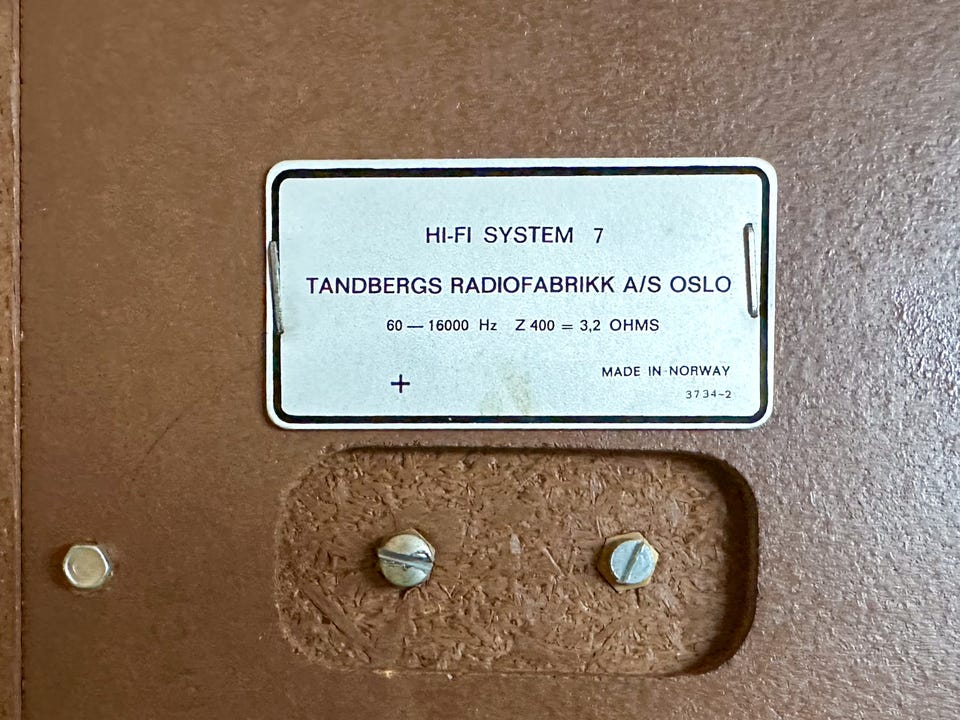 HI-FI SYSTEM 7
TANDBERGS RADIOFABRIKK A/S OSLO
60 — 16000 Hz Z 400 = 3,2 OHMS
+
MADE IN NORWAY
3734-2